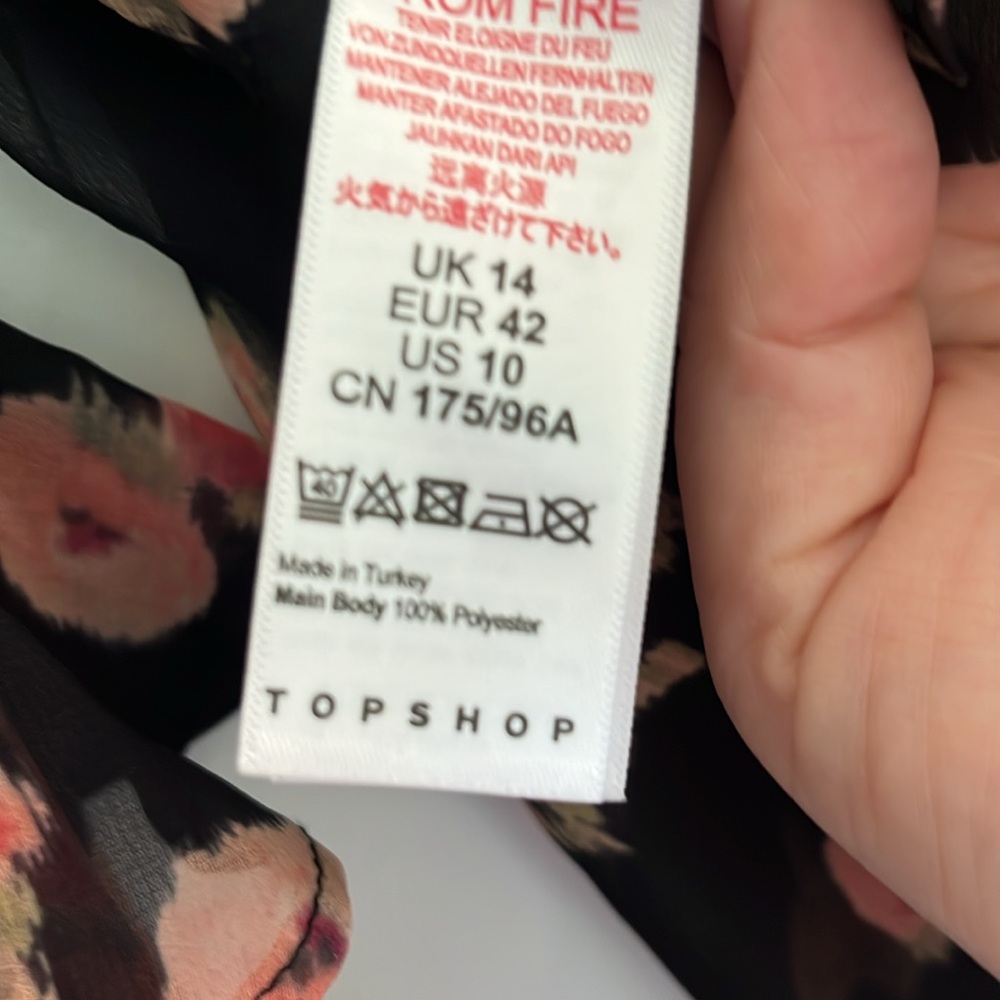 FROM FIRE
TENIR ELOIGNE DU FEU
VON ZUNDQUELLEN FERNHALTEN
MANTENER ALEJADO DEL FUEGO
MANTER AFASTADO DO FOGO
JAUHKAN DARI API
远离火源
火気から遠ざけて下さい。
UK 14
EUR 42
US 10
CN 175/96A
40
Made in Turkey
Main Body 100% Polyester
TOPSHOP